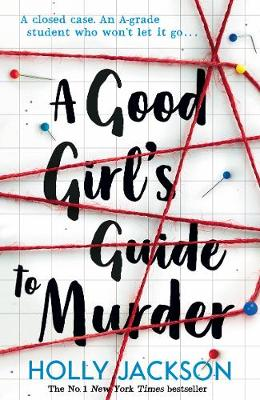 A closed case. An A-grade
student who won't let it go . . .
A Good
Girl's
Guide
to Murder
HOLLY JACKSON
The No.1 New York Times bestseller